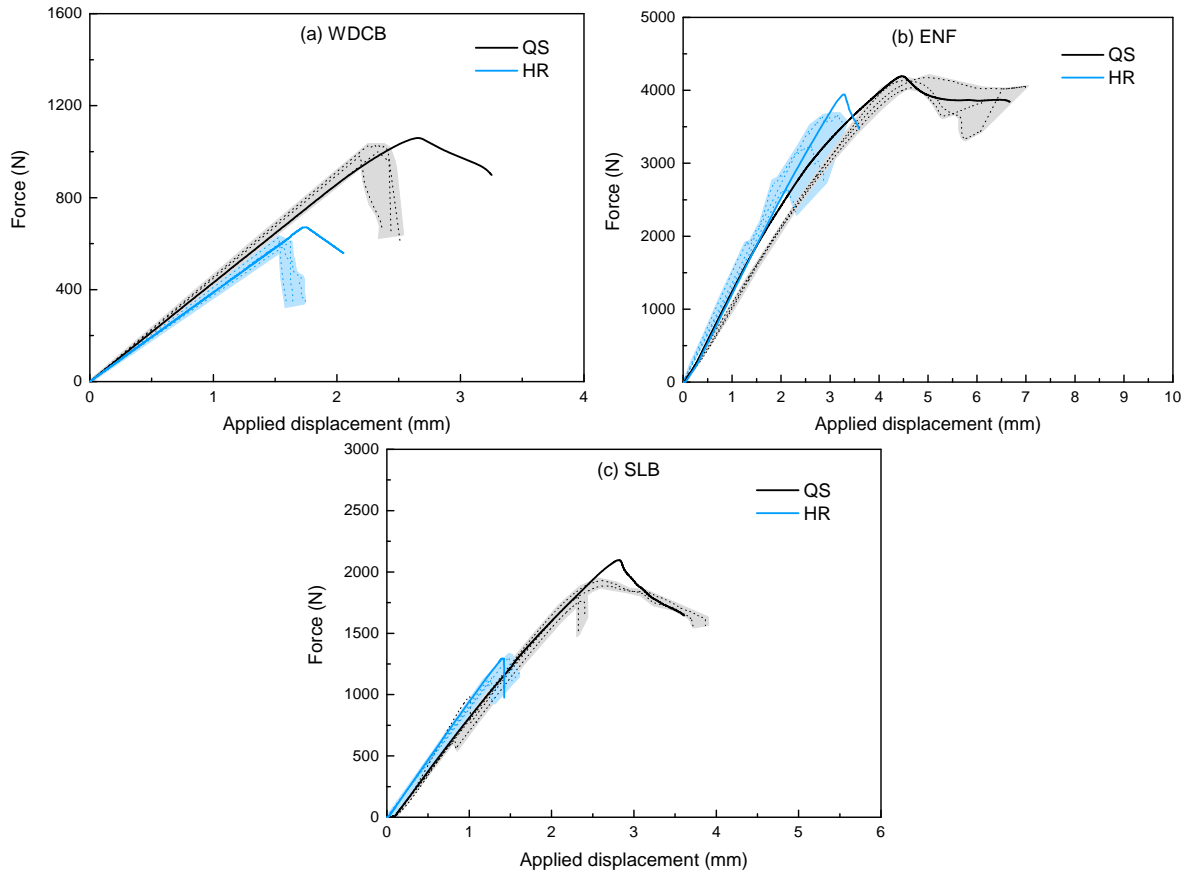 (a) WDCB
QS
HR
1600
1200
800
400
0
0
1
2
3
4
Force (N)
Applied displacement (mm)
(b) ENF
QS
HR
5000
4000
3000
2000
1000
0
0
1
2
3
4
5
6
7
8
9
10
Force (N)
Applied displacement (mm)
(c) SLB
QS
HR
3000
2500
2000
1500
1000
500
0
0
1
2
3
4
5
6
Force (N)
Applied displacement (mm)